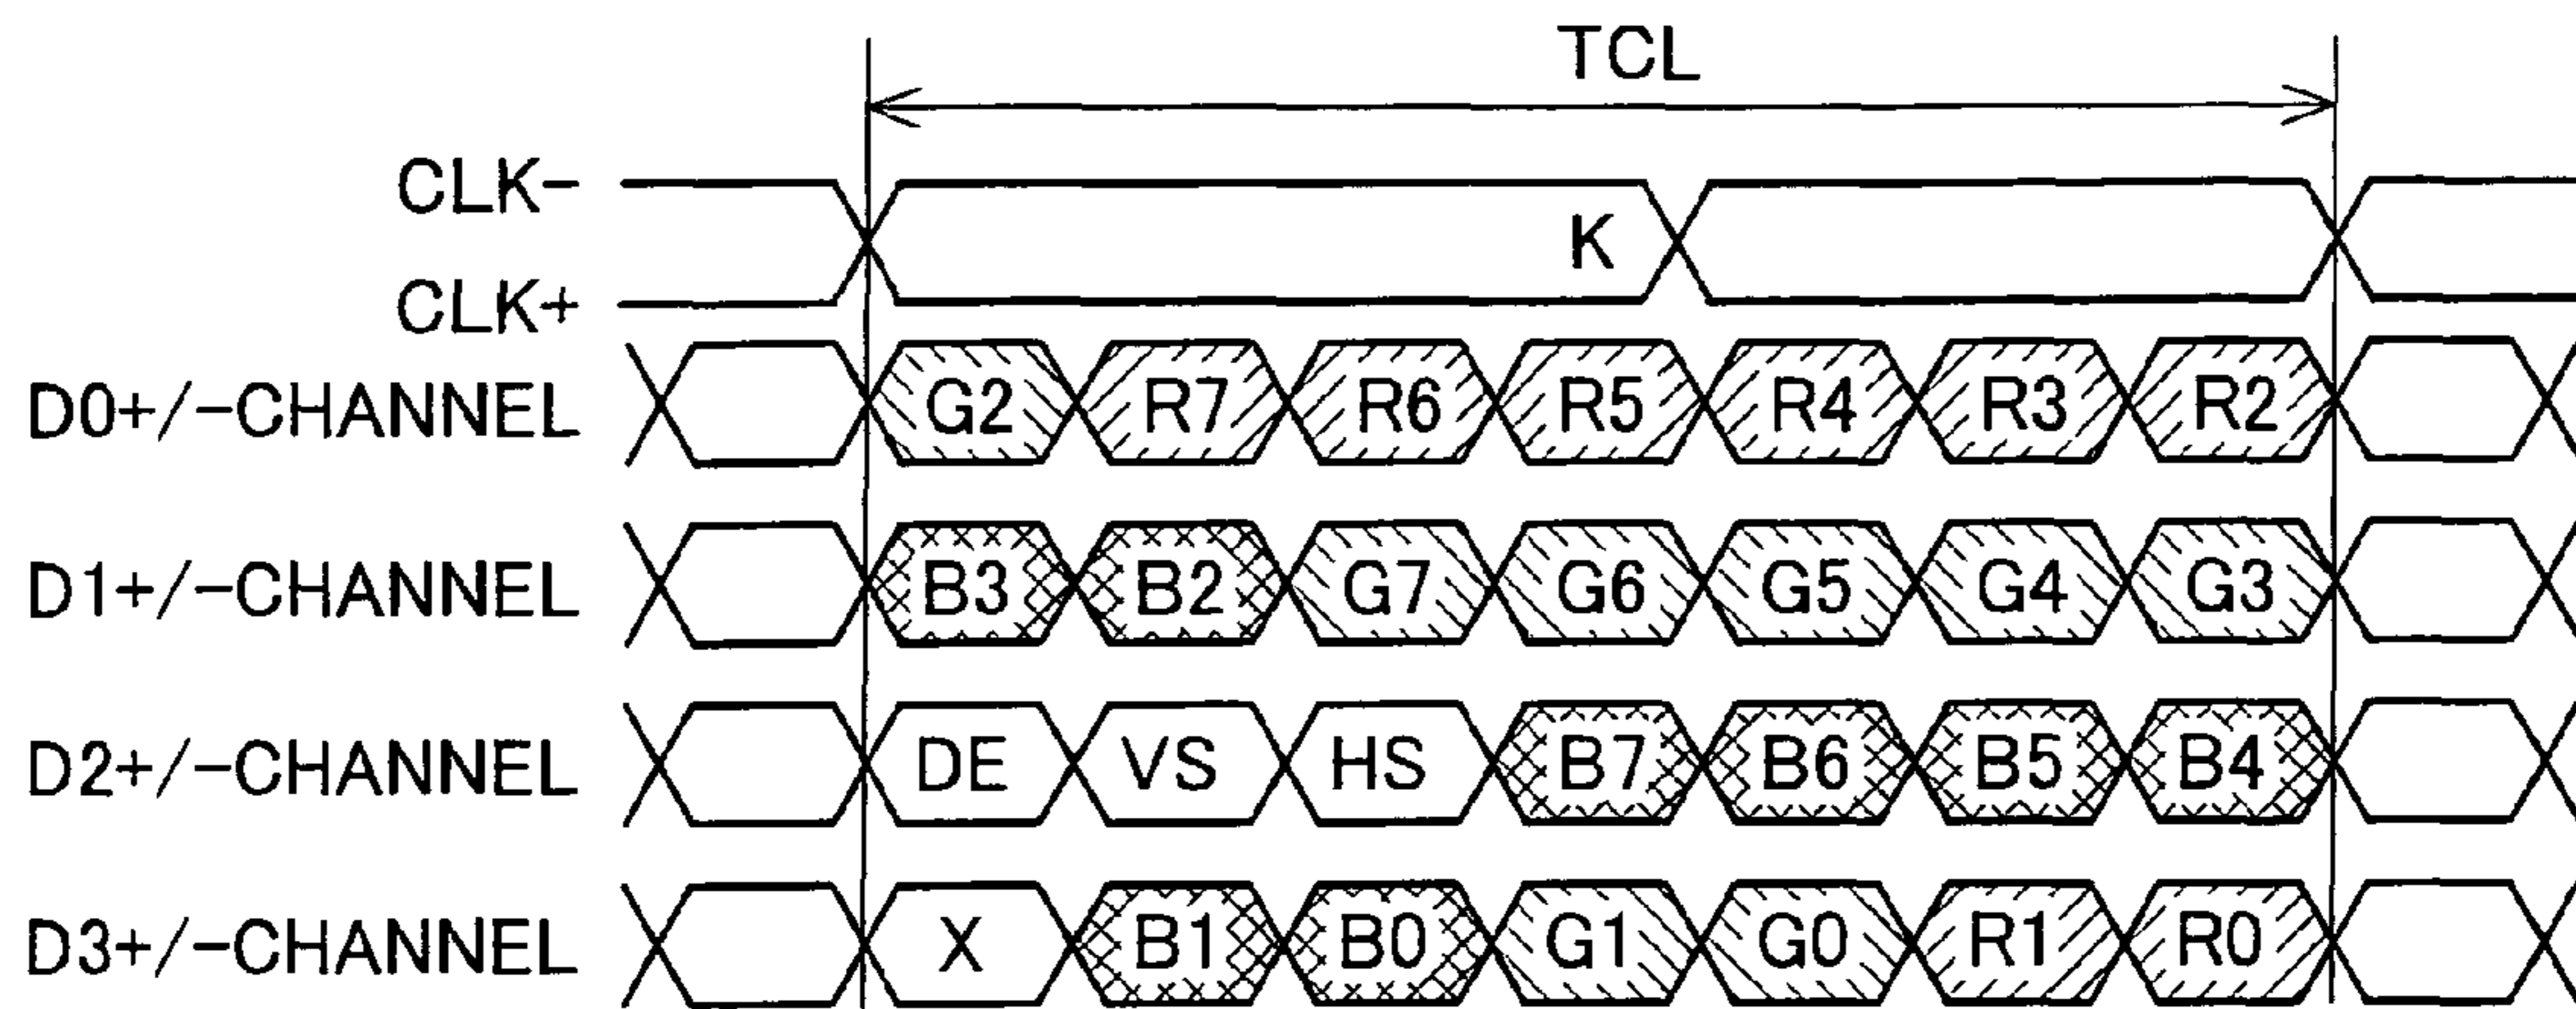 TCL
CLK-
K
CLK+
D0+/-CHANNEL G2 R7 R6 R5 R4 R3 R2
D1+/-CHANNEL B3 B2 G7 G6 G5 G4 G3
D2+/-CHANNEL DE VS HS B7 B6 B5 B4
D3+/-CHANNEL X B1 B0 G1 G0 R1 R0